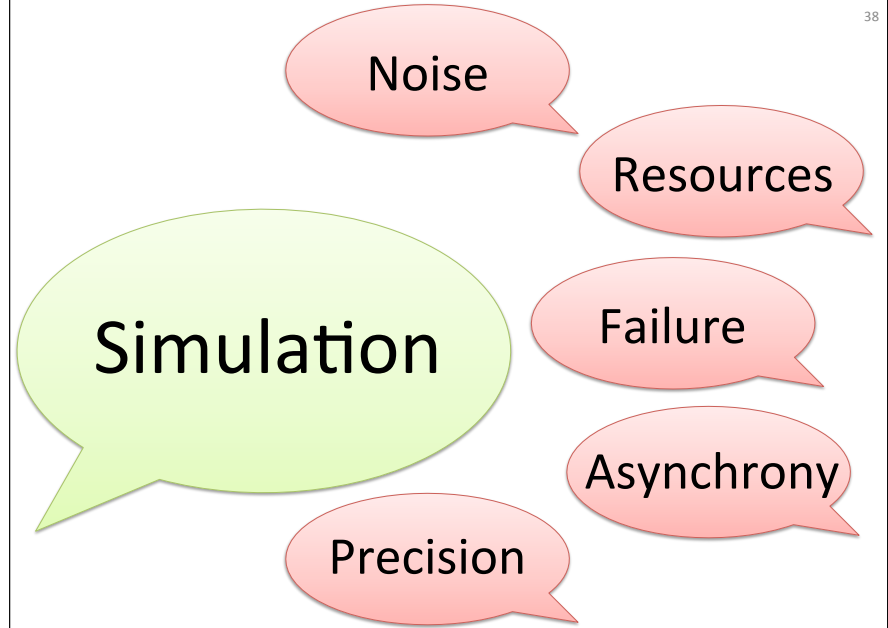 38
Noise
Resources
Simulation
Failure
Asynchrony
Precision